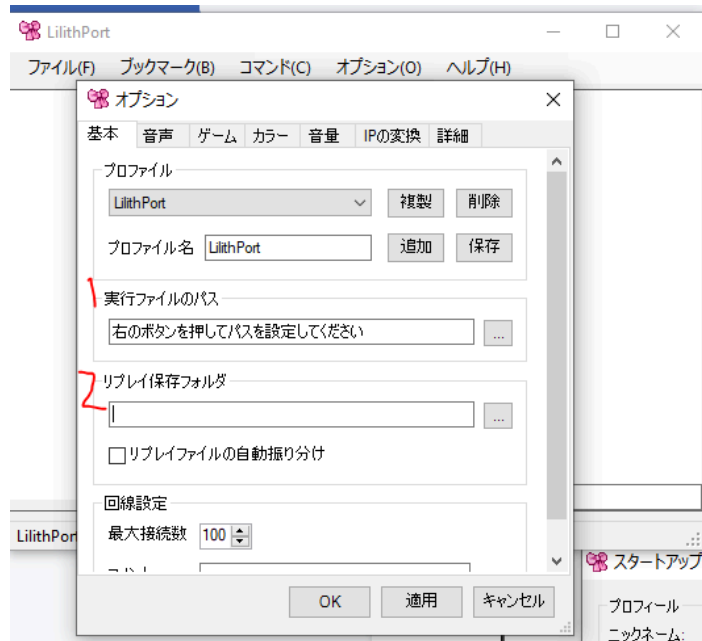 LilithPort
ファイル(F) ブックマーク(B) コマンド(C) オプション(O) ヘルプ(H)
オプション
基本 音声 ゲーム カラー 音量 IPの変換 詳細
プロファイル
LilithPort 複製 削除
プロファイル名 LilithPort 追加 保存
1 実行ファイルのパス
右のボタンを押してパスを設定してください ...
2 リプレイ保存フォルダ
...
リプレイファイルの自動振り分け
回線設定
最大接続数 100
LilithPort
OK 適用 キャンセル
スタートアップ
プロフィール
ニックネーム: